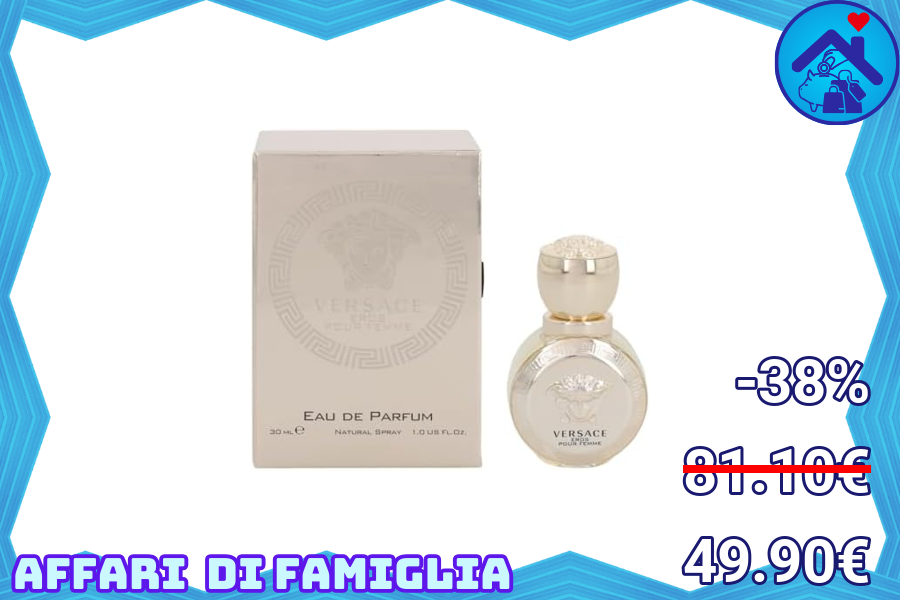 VERSACE
EROS
POUR FEMME
EAU DE PARFUM
30 ML e NATURAL SPRAY 1.0 US.FL.OZ.
VERSACE
EROS
POUR FEMME
-38%
81.10€
49.90€
AFFARI DI FAMIGLIA